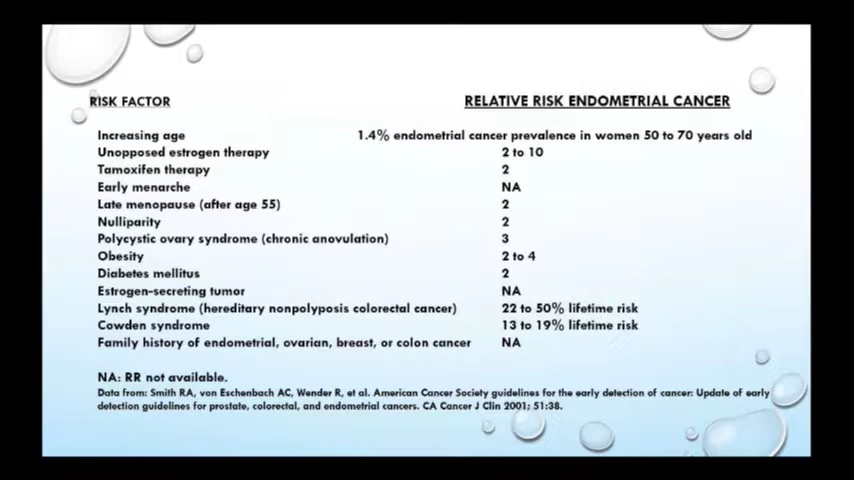 RISK FACTOR RELATIVE RISK ENDOMETRIAL CANCER
Increasing age 1.4% endometrial cancer prevalence in women 50 to 70 years old
Unopposed estrogen therapy 2 to 10
Tamoxifen therapy 2
Early menarche NA
Late menopause (after age 55) 2
Nulliparity 2
Polycystic ovary syndrome (chronic anovulation) 3
Obesity 2 to 4
Diabetes mellitus 2
Estrogen-secreting tumor NA
Lynch syndrome (hereditary nonpolyposis colorectal cancer) 22 to 50% lifetime risk
Cowden syndrome 13 to 19% lifetime risk
Family history of endometrial, ovarian, breast, or colon cancer NA
NA: RR not available.
Data from: Smith RA, von Eschenbach AC, Wender R, et al. American Cancer Society guidelines for the early detection of cancer: Update of early
detection guidelines for prostate, colorectal, and endometrial cancers. CA Cancer J Clin 2001; 51:38.